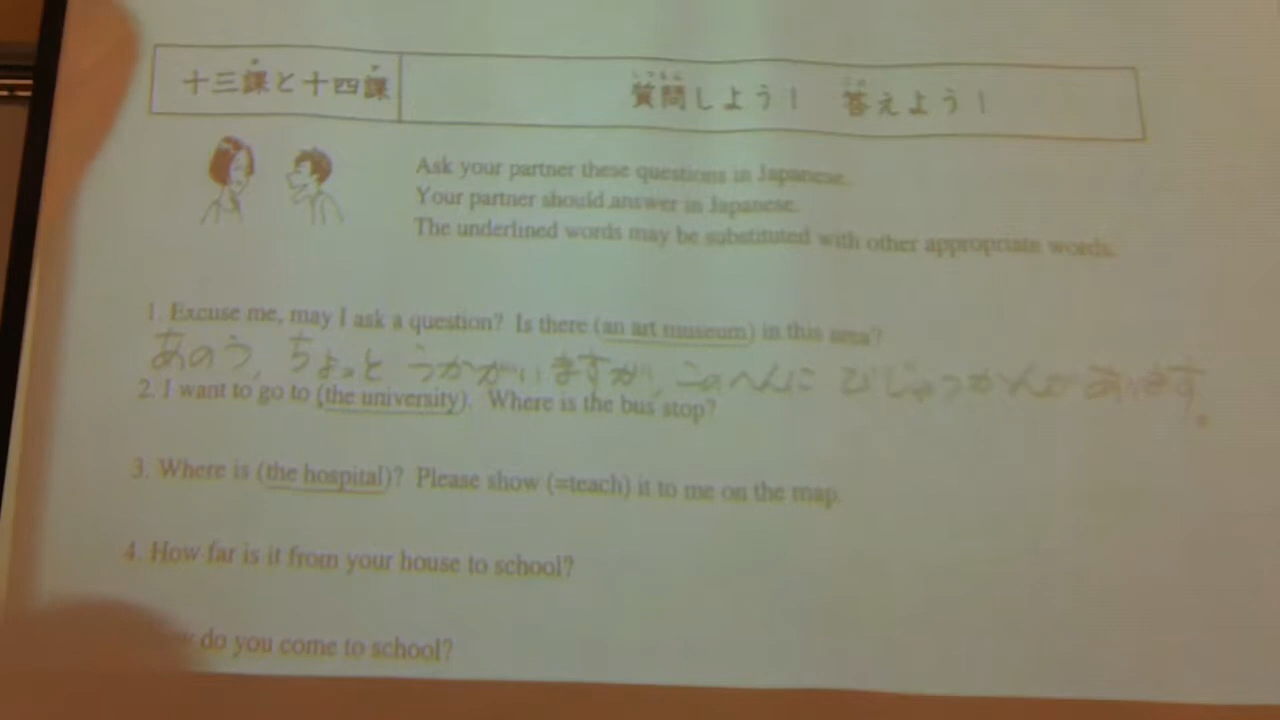 十三課と十四課
質問しよう! 答えよう!
Ask your partner these questions in Japanese.
Your partner should answer in Japanese.
The underlined words may be substituted with other appropriate words.
1. Excuse me, may I ask a question? Is there (an art museum) in this area?
あのう、ちょっと うかがいますが、このへんに びじゅつかんが あります。
2. I want to go to (the university). Where is the bus stop?
3. Where is (the hospital)? Please show (=teach) it to me on the map.
4. How far is it from your house to school?
do you come to school?